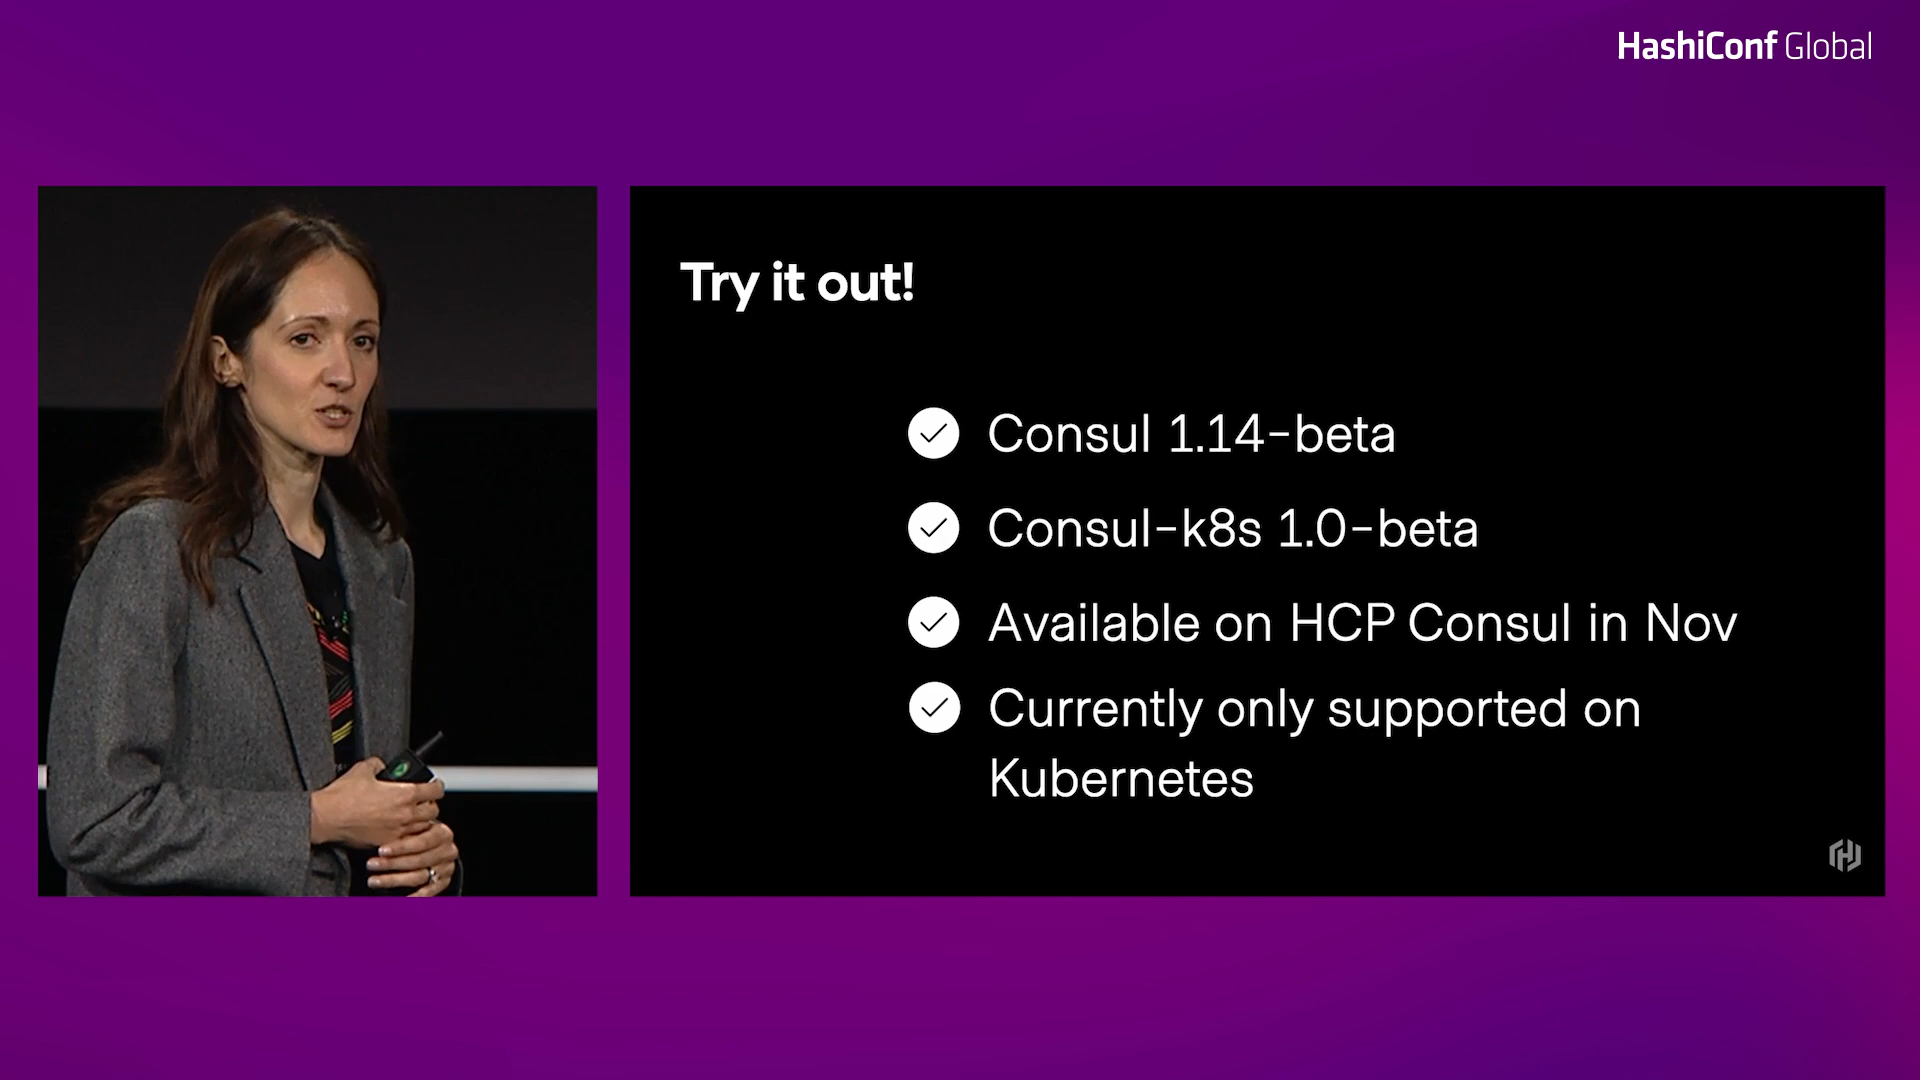 HashiConf Global
Try it out!
Consul 1.14-beta
Consul-k8s 1.0-beta
Available on HCP Consul in Nov
Currently only supported on
Kubernetes